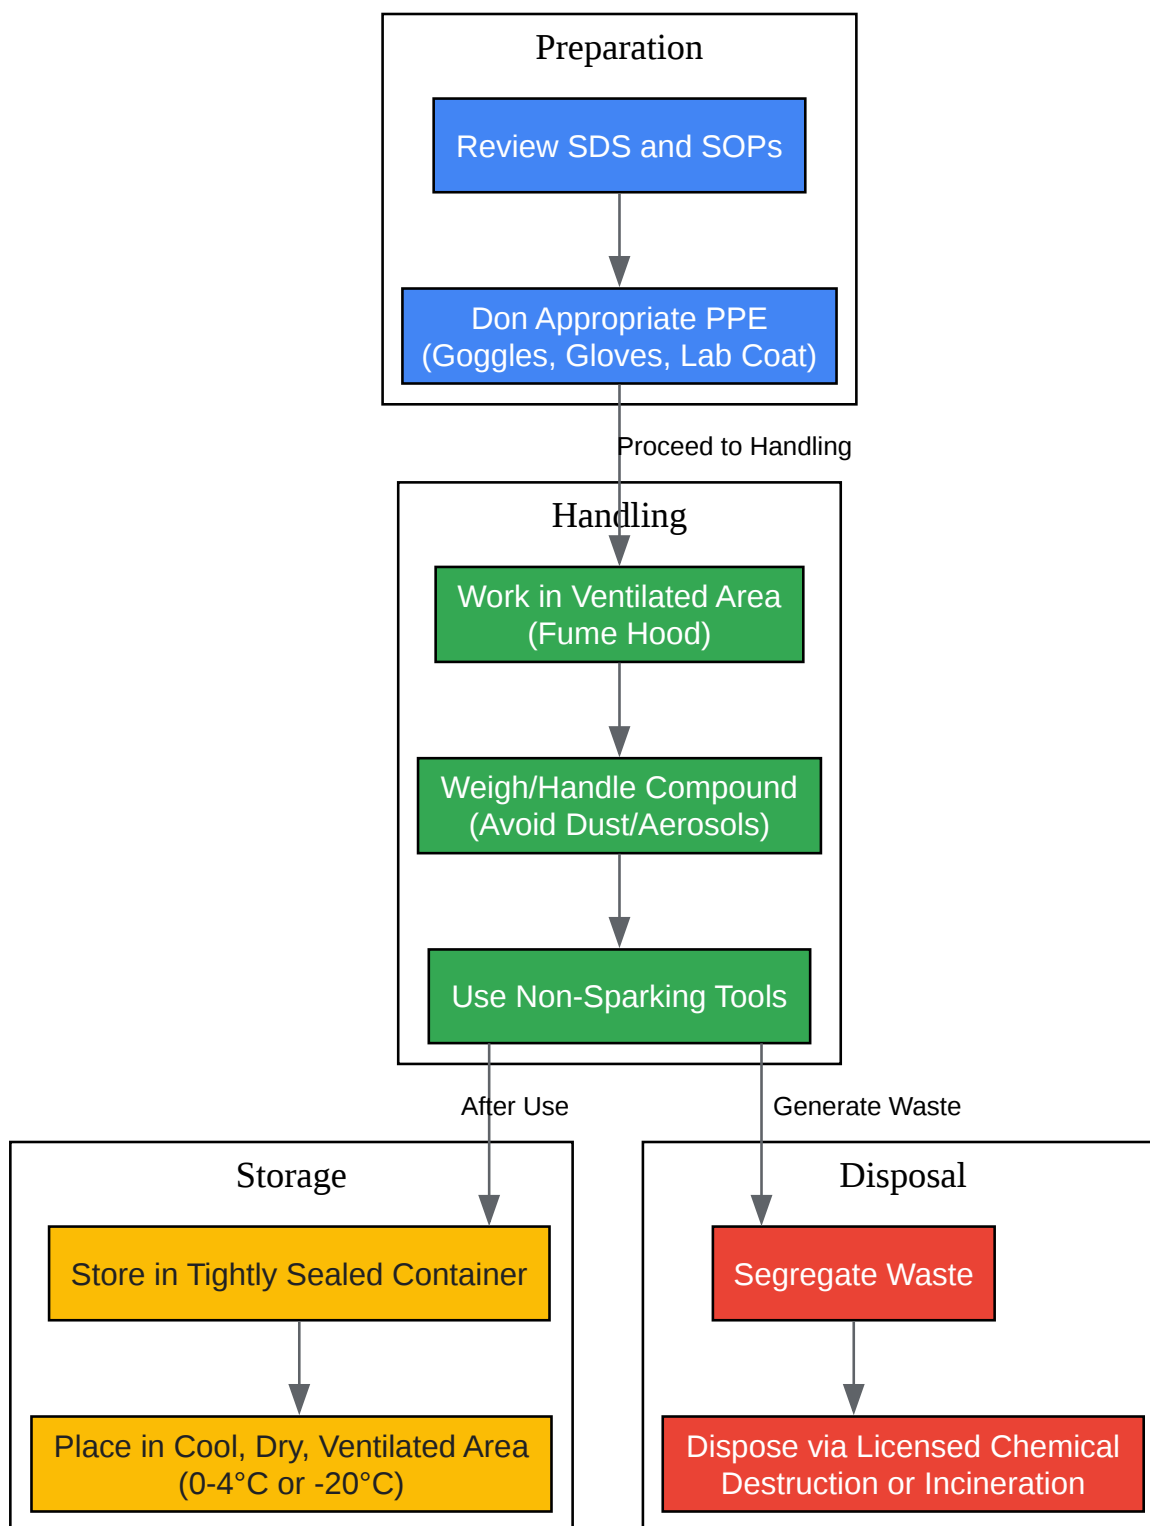 Preparation
Review SDS and SOPs
Don Appropriate PPE
(Goggles, Gloves, Lab Coat)
Proceed to Handling
Handling
Work in Ventilated Area
(Fume Hood)
Weigh/Handle Compound
(Avoid Dust/Aerosols)
Use Non-Sparking Tools
After Use
Generate Waste
Storage
Store in Tightly Sealed Container
Place in Cool, Dry, Ventilated Area
(0-4°C or -20°C)
Disposal
Segregate Waste
Dispose via Licensed Chemical
Destruction or Incineration